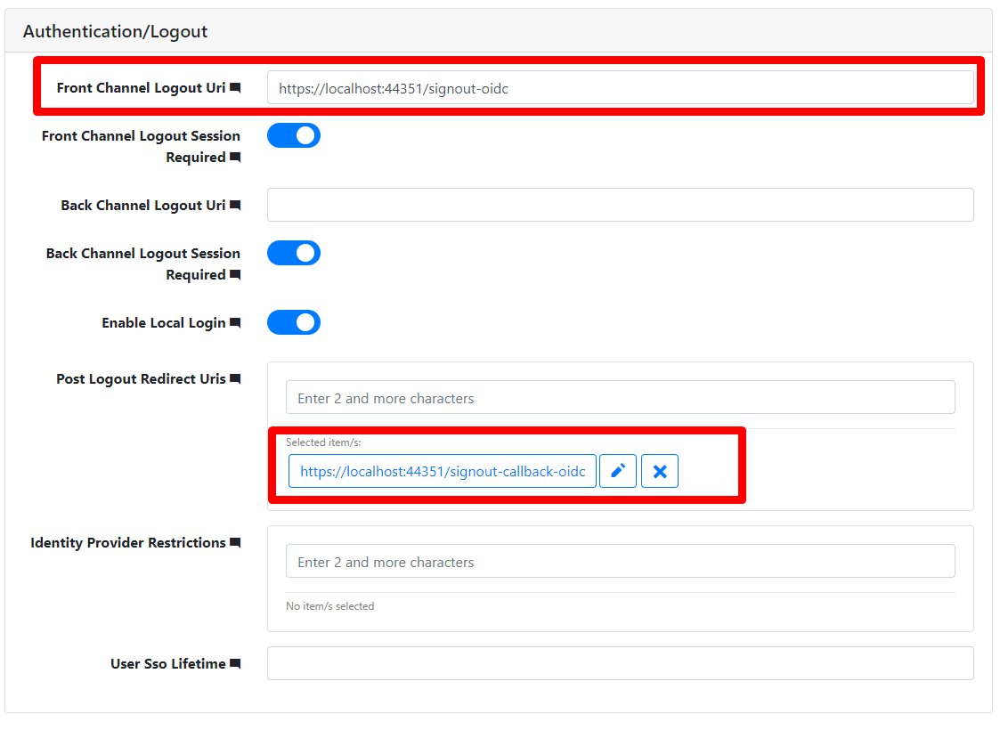 Authentication/Logout
Front Channel Logout Uri
https://localhost:44351/signout-oidc
Front Channel Logout Session
Required
Back Channel Logout Uri
Back Channel Logout Session
Required
Enable Local Login
Post Logout Redirect Uris
Enter 2 and more characters
Selected item/s:
https://localhost:44351/signout-callback-oidc
Identity Provider Restrictions
Enter 2 and more characters
No item/s selected
User Sso Lifetime